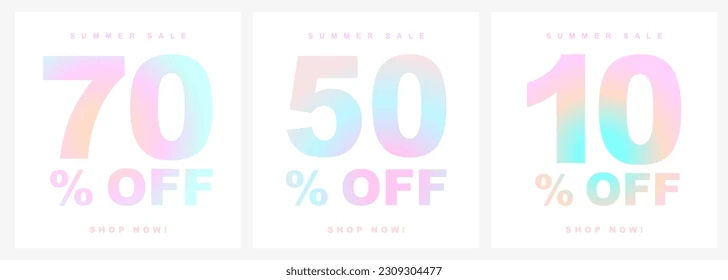 SUMMER SALE
70
% OFF
SHOP NOW!
SUMMER SALE
50
% OFF
SHOP NOW!
SUMMER SALE
10
% OFF
SHOP NOW!
shutterstock.com · 2309304477